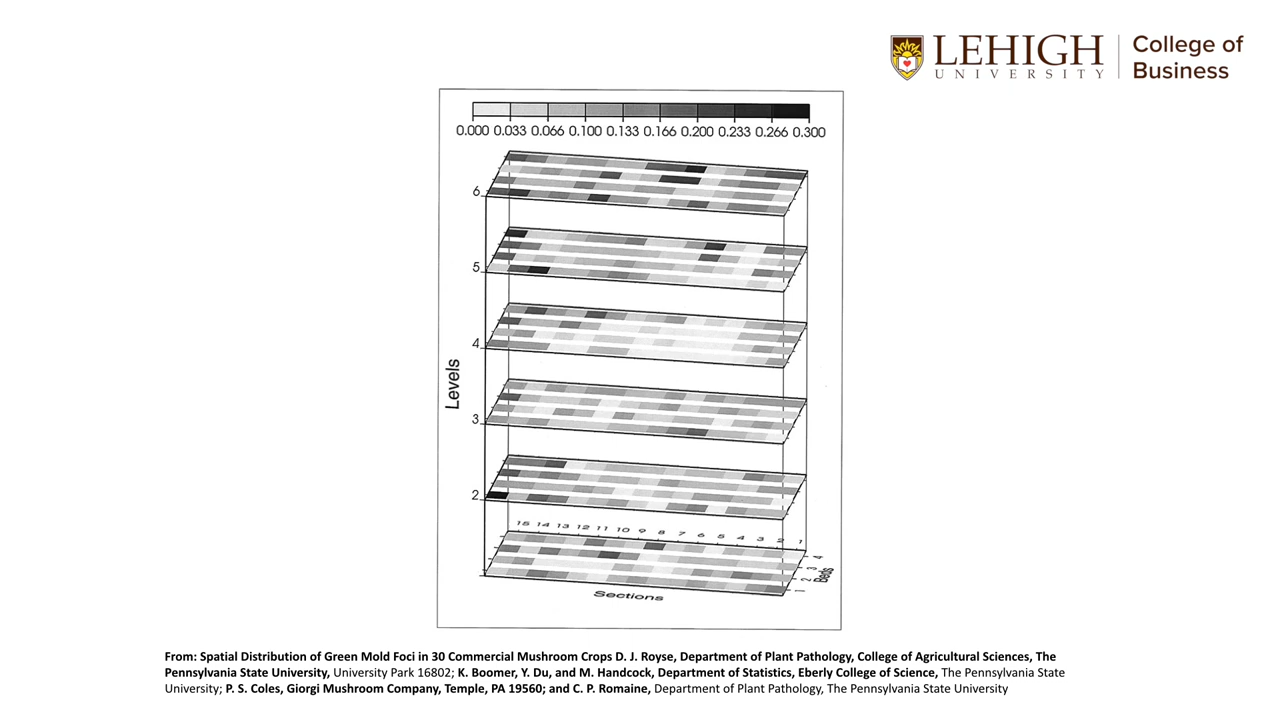 LEHIGH
UNIVERSITY
College of
Business
0.000 0.033 0.066 0.100 0.133 0.166 0.200 0.233 0.266 0.300
6
5
4
Levels
3
2
15 14 13 12 11 10 9 8 7 6 5 4 3 2 1
4
3
2
1
Beds
Sections
From: Spatial Distribution of Green Mold Foci in 30 Commercial Mushroom Crops D. J. Royse, Department of Plant Pathology, College of Agricultural Sciences, The
Pennsylvania State University, University Park 16802; K. Boomer, Y. Du, and M. Handcock, Department of Statistics, Eberly College of Science, The Pennsylvania State
University; P. S. Coles, Giorgi Mushroom Company, Temple, PA 19560; and C. P. Romaine, Department of Plant Pathology, The Pennsylvania State University